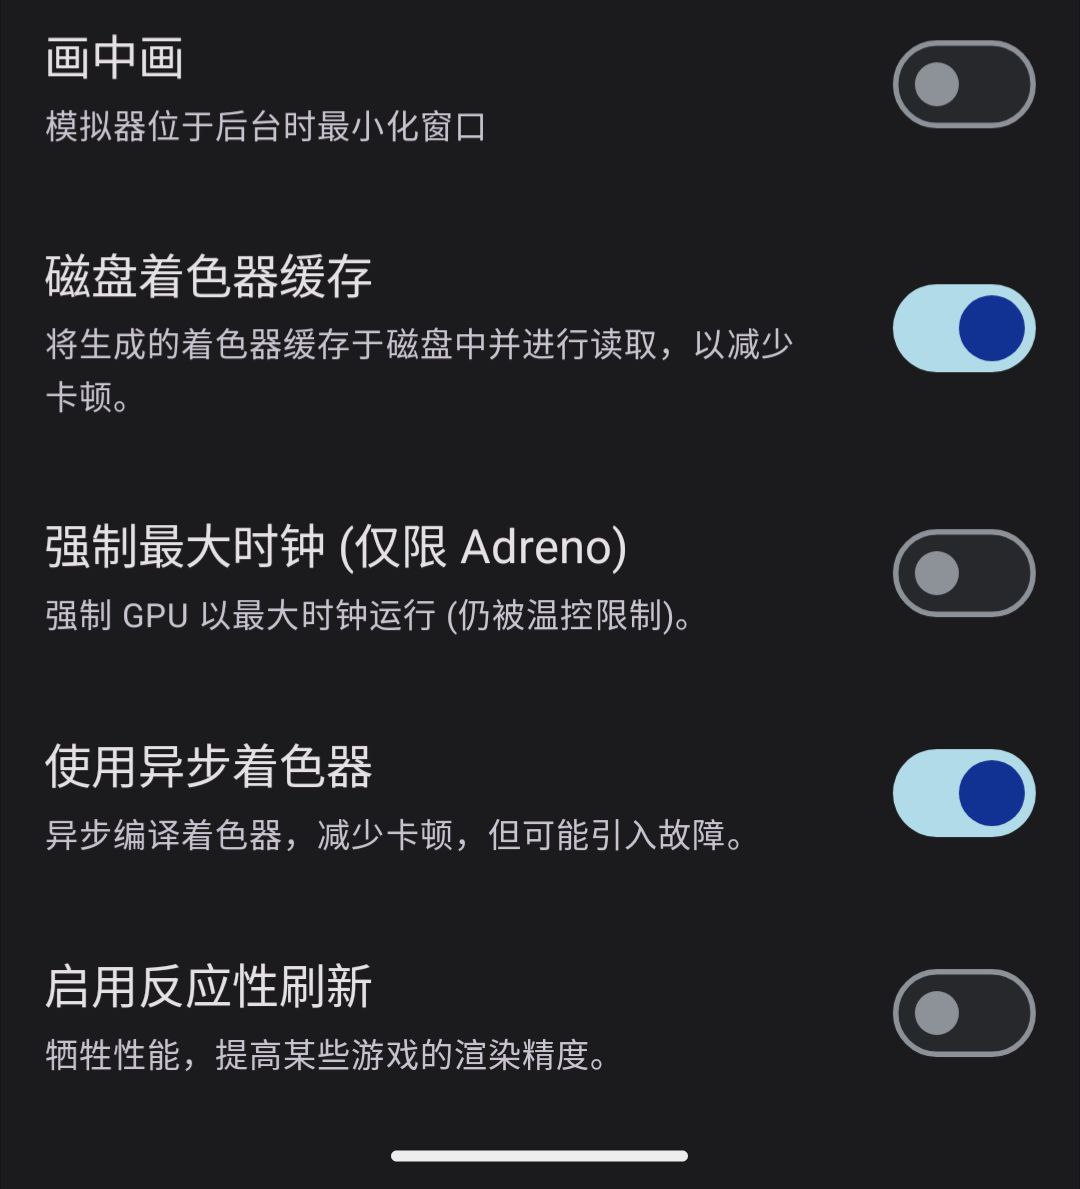 画中画
模拟器位于后台时最小化窗口
磁盘着色器缓存
将生成的着色器缓存于磁盘中并进行读取，以减少
卡顿。
强制最大时钟 (仅限 Adreno)
强制 GPU 以最大时钟运行 (仍被温控限制)。
使用异步着色器
异步编译着色器，减少卡顿，但可能引入故障。
启用反应性刷新
牺牲性能，提高某些游戏的渲染精度。